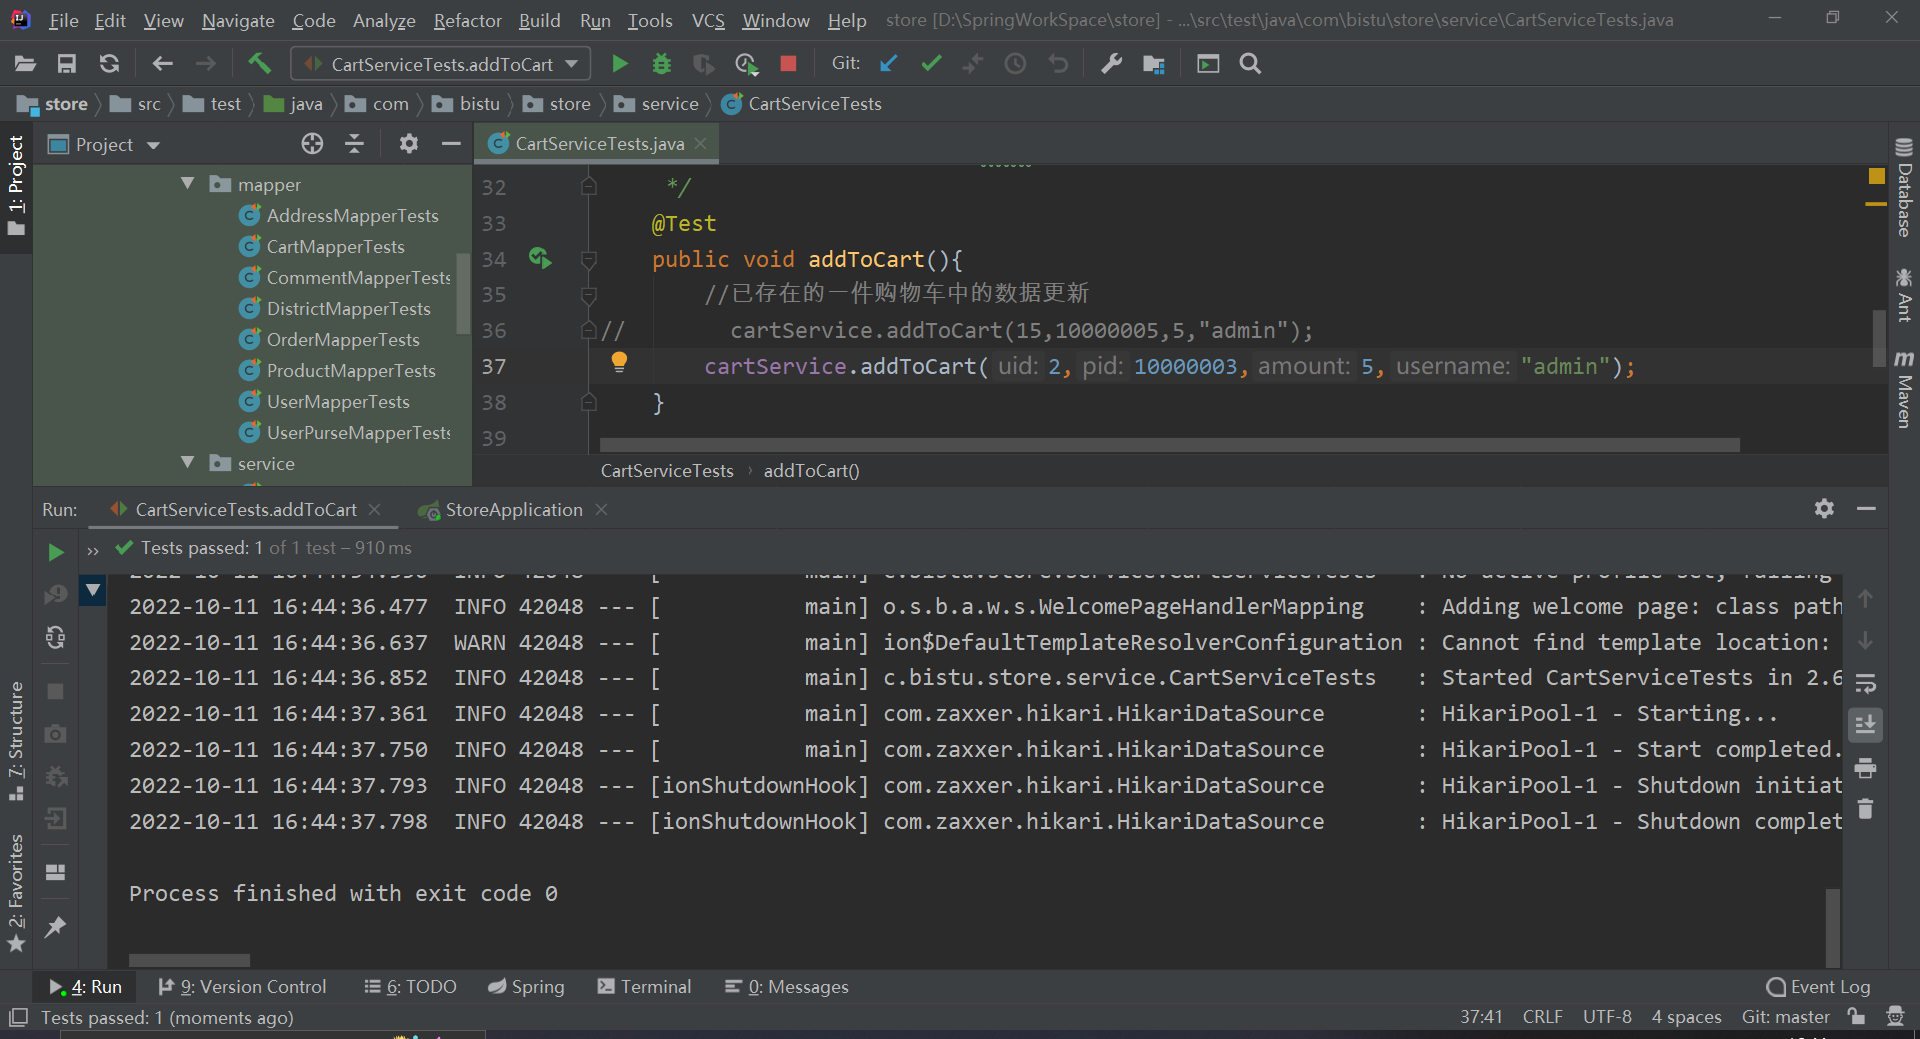 File Edit View Navigate Code Analyze Refactor Build Run Tools VCS Window Help store [D:\SpringWorkSpace\store] - ...\src\test\java\com\bistu\store\service\CartServiceTests.java
CartServiceTests.addToCart Git:
store src test java com bistu store service CartServiceTests
1: Project
Project
mapper
AddressMapperTests
CartMapperTests
CommentMapperTests
DistrictMapperTests
OrderMapperTests
ProductMapperTests
UserMapperTests
UserPurseMapperTests
service
CartServiceTests.java
32 */
33 @Test
34 public void addToCart(){
35 //已存在的一件购物车中的数据更新
36 // cartService.addToCart(15,10000005,5,"admin");
37 cartService.addToCart( uid: 2, pid: 10000003, amount: 5, username: "admin");
38 }
39
CartServiceTests › addToCart()
Database
Ant
Maven
Run: CartServiceTests.addToCart StoreApplication
» Tests passed: 1 of 1 test – 910 ms
2022-10-11 16:44:36.477 INFO 42048 --- [ main] o.s.b.a.w.s.WelcomePageHandlerMapping : Adding welcome page: class path
2022-10-11 16:44:36.637 WARN 42048 --- [ main] ion$DefaultTemplateResolverConfiguration : Cannot find template location:
2022-10-11 16:44:36.852 INFO 42048 --- [ main] c.bistu.store.service.CartServiceTests : Started CartServiceTests in 2.6
2022-10-11 16:44:37.361 INFO 42048 --- [ main] com.zaxxer.hikari.HikariDataSource : HikariPool-1 - Starting...
2022-10-11 16:44:37.750 INFO 42048 --- [ main] com.zaxxer.hikari.HikariDataSource : HikariPool-1 - Start completed.
2022-10-11 16:44:37.793 INFO 42048 --- [ionShutdownHook] com.zaxxer.hikari.HikariDataSource : HikariPool-1 - Shutdown initiat
2022-10-11 16:44:37.798 INFO 42048 --- [ionShutdownHook] com.zaxxer.hikari.HikariDataSource : HikariPool-1 - Shutdown complet
Process finished with exit code 0
7: Structure
2: Favorites
4: Run 9: Version Control 6: TODO Spring Terminal 0: Messages Event Log
Tests passed: 1 (moments ago) 37:41 CRLF UTF-8 4 spaces Git: master